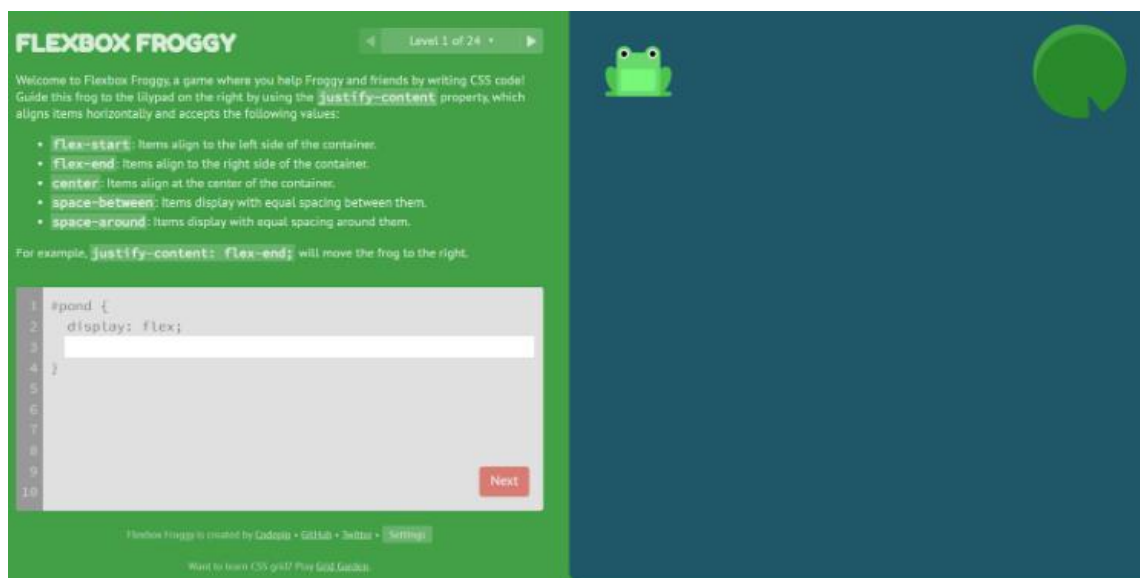 FLEXBOX FROGGY
Level 1 of 24
Welcome to Flexbox Froggy, a game where you help Froggy and friends by writing CSS code!
Guide this frog to the lilypad on the right by using the justify-content property, which
aligns items horizontally and accepts the following values:
• flex-start: Items align to the left side of the container.
• flex-end: Items align to the right side of the container.
• center: Items align at the center of the container.
• space-between: Items display with equal spacing between them.
• space-around: Items display with equal spacing around them.
For example, justify-content: flex-end; will move the frog to the right.
1 #pond {
2 display: flex;
3
4 }
5
6
7
8
9
10
Next
Flexbox Froggy is created by Codepip • GitHub • Twitter • Settings
Want to learn CSS grid? Play Grid Garden.